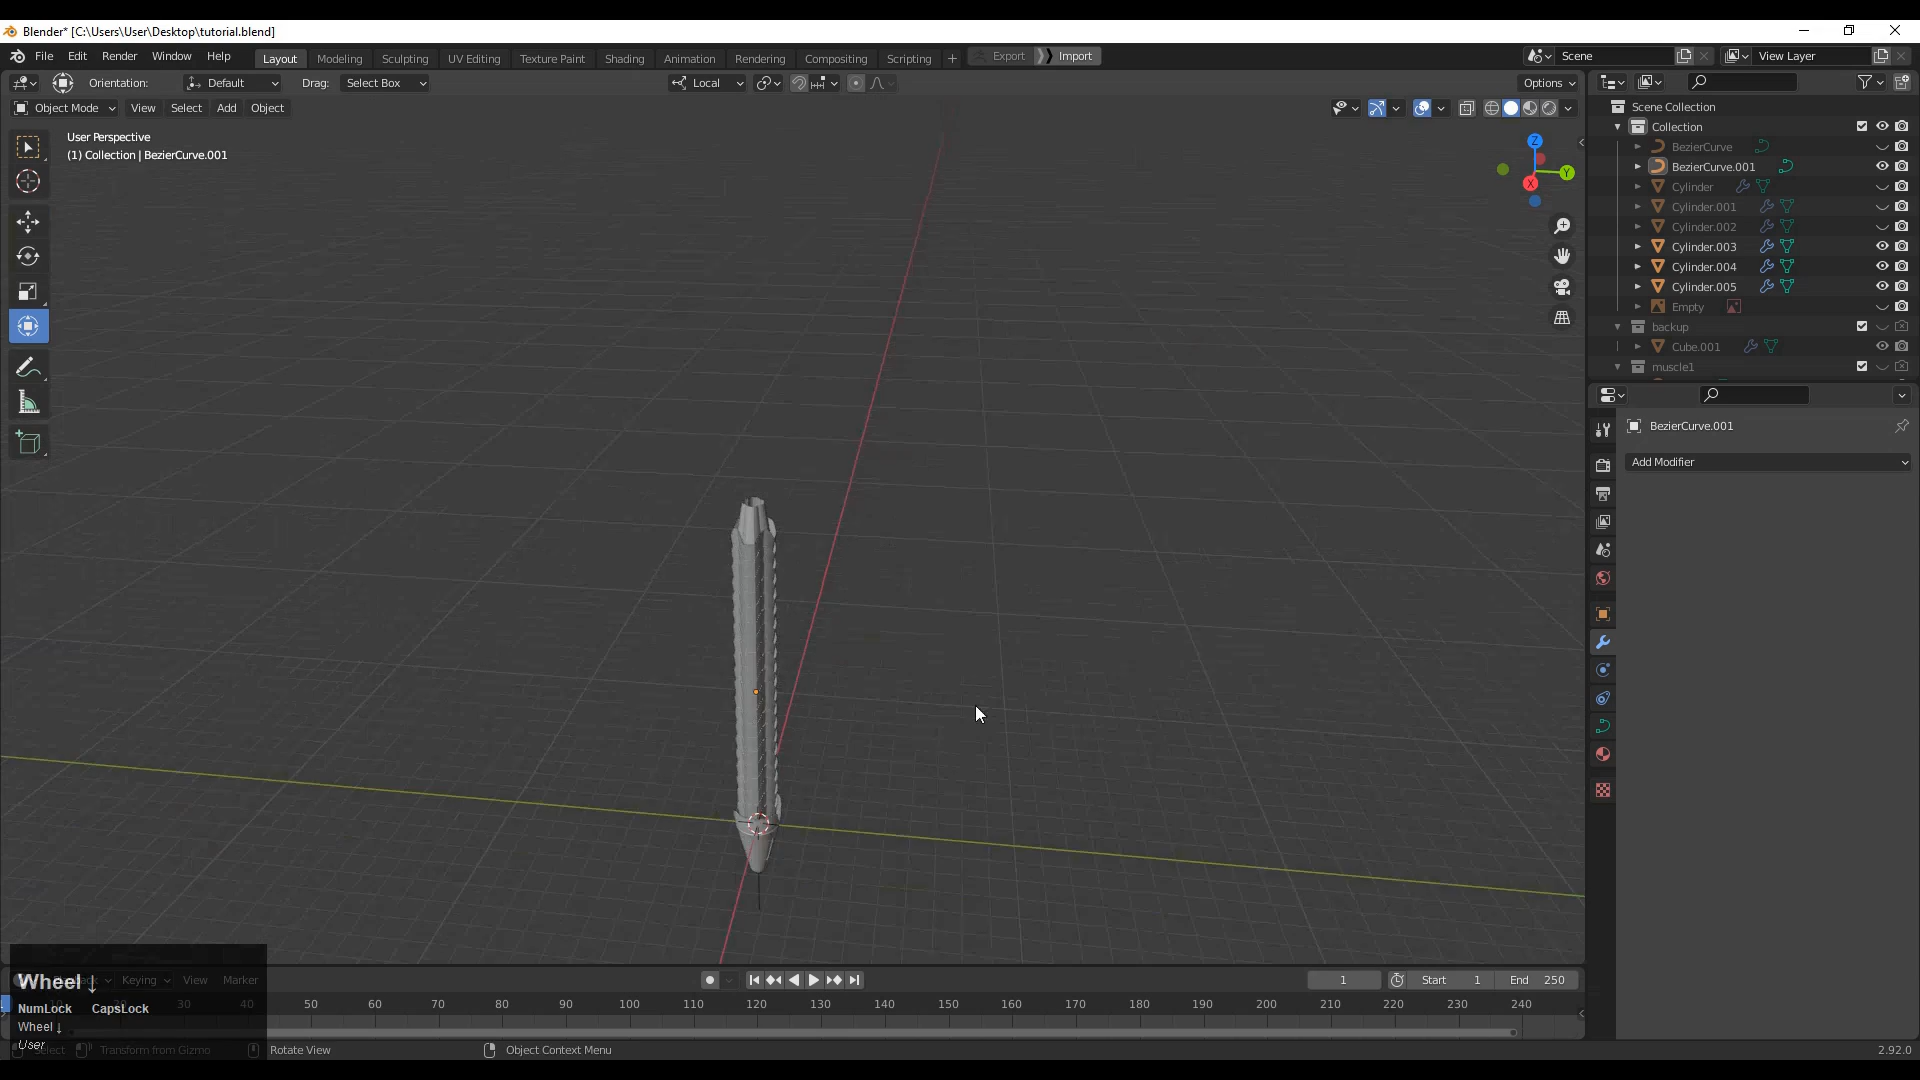 Blender* [C:\Users\User\Desktop\tutorial.blend]
File Edit Render Window Help Layout Modeling Sculpting UV Editing Texture Paint Shading Animation Rendering Compositing Scripting + Export Import Scene View Layer
Orientation: Default Drag: Select Box Local Options
Object Mode View Select Add Object
User Perspective
(1) Collection | BezierCurve.001
Z
Y
X
Scene Collection
Collection
BezierCurve
BezierCurve.001
Cylinder
Cylinder.001
Cylinder.002
Cylinder.003
Cylinder.004
Cylinder.005
Empty
backup
Cube.001
muscle1
BezierCurve.001
Add Modifier
Keying View Marker 1 Start 1 End 250
30 40 50 60 70 80 90 100 110 120 130 140 150 160 170 180 190 200 210 220 230 240
Wheel ↓
NumLock CapsLock
Wheel ↓
User
Select Transform from Gizmo Rotate View Object Context Menu 2.92.0